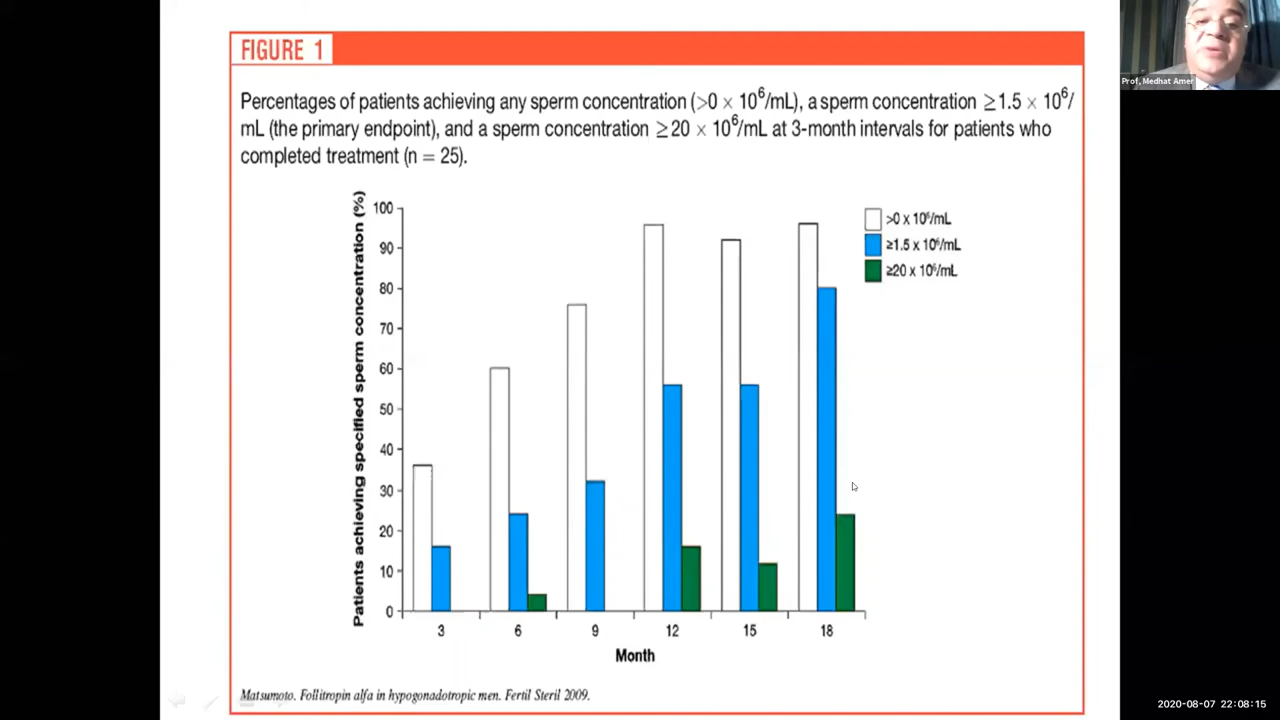 FIGURE 1
Prof, Medhat Amer
Percentages of patients achieving any sperm concentration (>0 × 10⁶/mL), a sperm concentration ≥1.5 × 10⁶/
mL (the primary endpoint), and a sperm concentration ≥20 × 10⁶/mL at 3-month intervals for patients who
completed treatment (n = 25).
Patients achieving specified sperm concentration (%)
100
90
80
70
60
50
40
30
20
10
0
>0 x 10⁶/mL
≥1.5 x 10⁶/mL
≥20 x 10⁶/mL
3 6 9 12 15 18
Month
Matsumoto. Follitropin alfa in hypogonadotropic men. Fertil Steril 2009.
2020-08-07 22:08:15